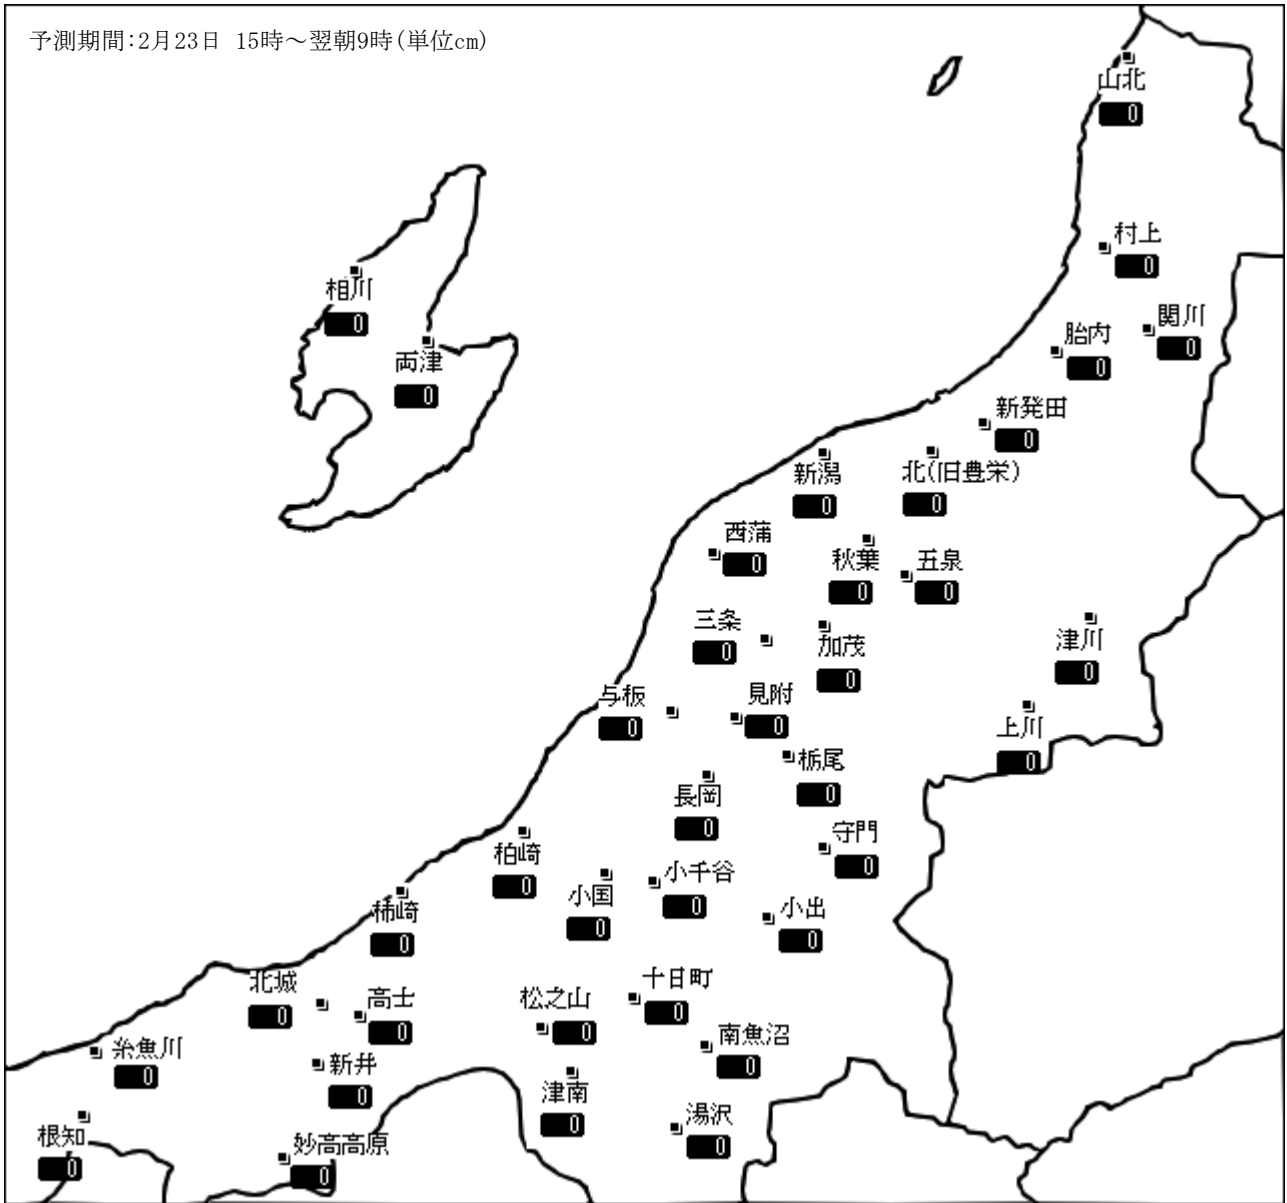 予測期間:2月23日 15時～翌朝9時(単位cm)
山北
0
村上
0
相川
0
関川
0
胎内
0
両津
0
新発田
0
新潟
0
北(旧豊栄)
0
西蒲
0
秋葉
0
五泉
0
三条
0
加茂
0
津川
0
与板
0
見附
0
上川
0
栃尾
0
長岡
0
守門
0
柏崎
0
小千谷
0
小国
0
柿崎
0
小出
0
北城
0
高士
0
松之山
0
十日町
0
南魚沼
0
糸魚川
0
新井
0
津南
0
湯沢
0
根知
0
妙高高原
0